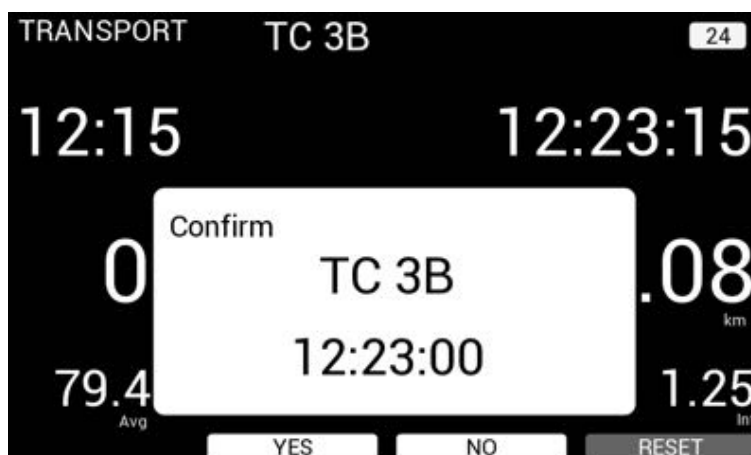 TRANSPORT TC 3B 24
12:15 12:23:15
Confirm
TC 3B
12:23:00
0 .08
km
79.4 1.25
Avg In
YES NO RESET